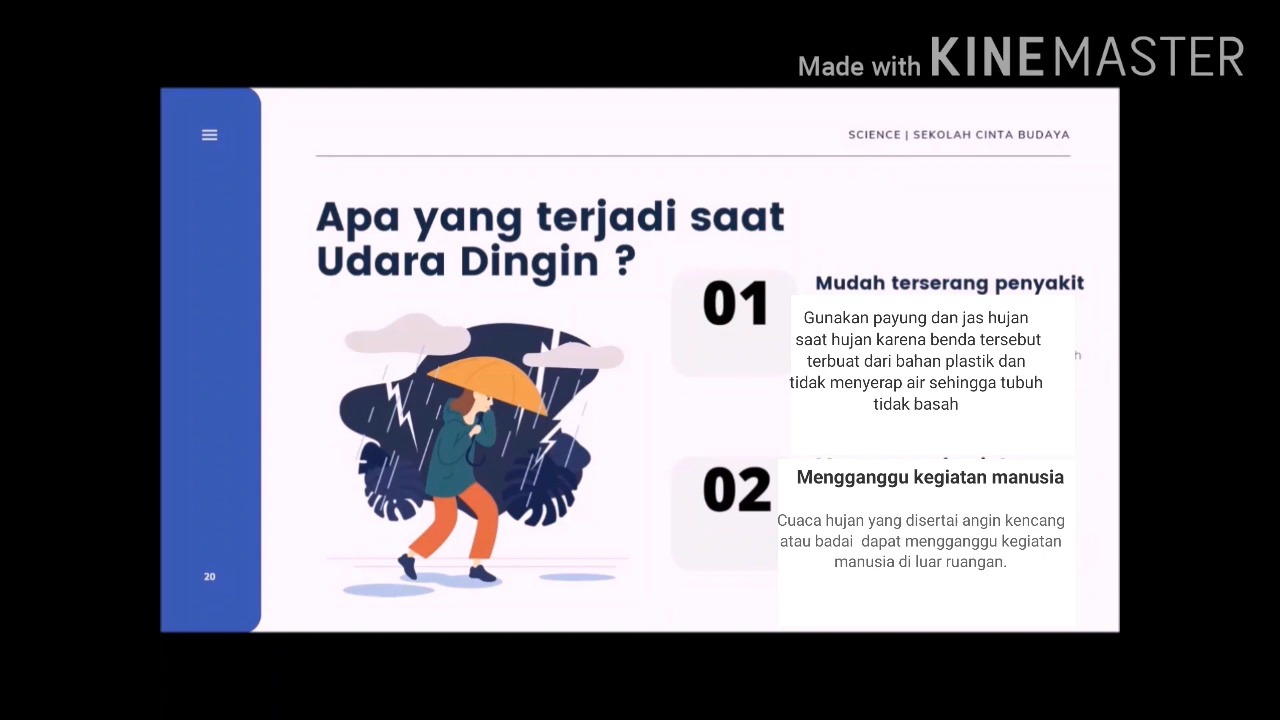 Made with KINEMASTER
SCIENCE | SEKOLAH CINTA BUDAYA
Apa yang terjadi saat
Udara Dingin ?
01
Mudah terserang penyakit
Gunakan payung dan jas hujan
saat hujan karena benda tersebut
terbuat dari bahan plastik dan
tidak menyerap air sehingga tubuh
tidak basah
h
02
Mengganggu kegiatan manusia
Cuaca hujan yang disertai angin kencang
atau badai dapat mengganggu kegiatan
manusia di luar ruangan.
20